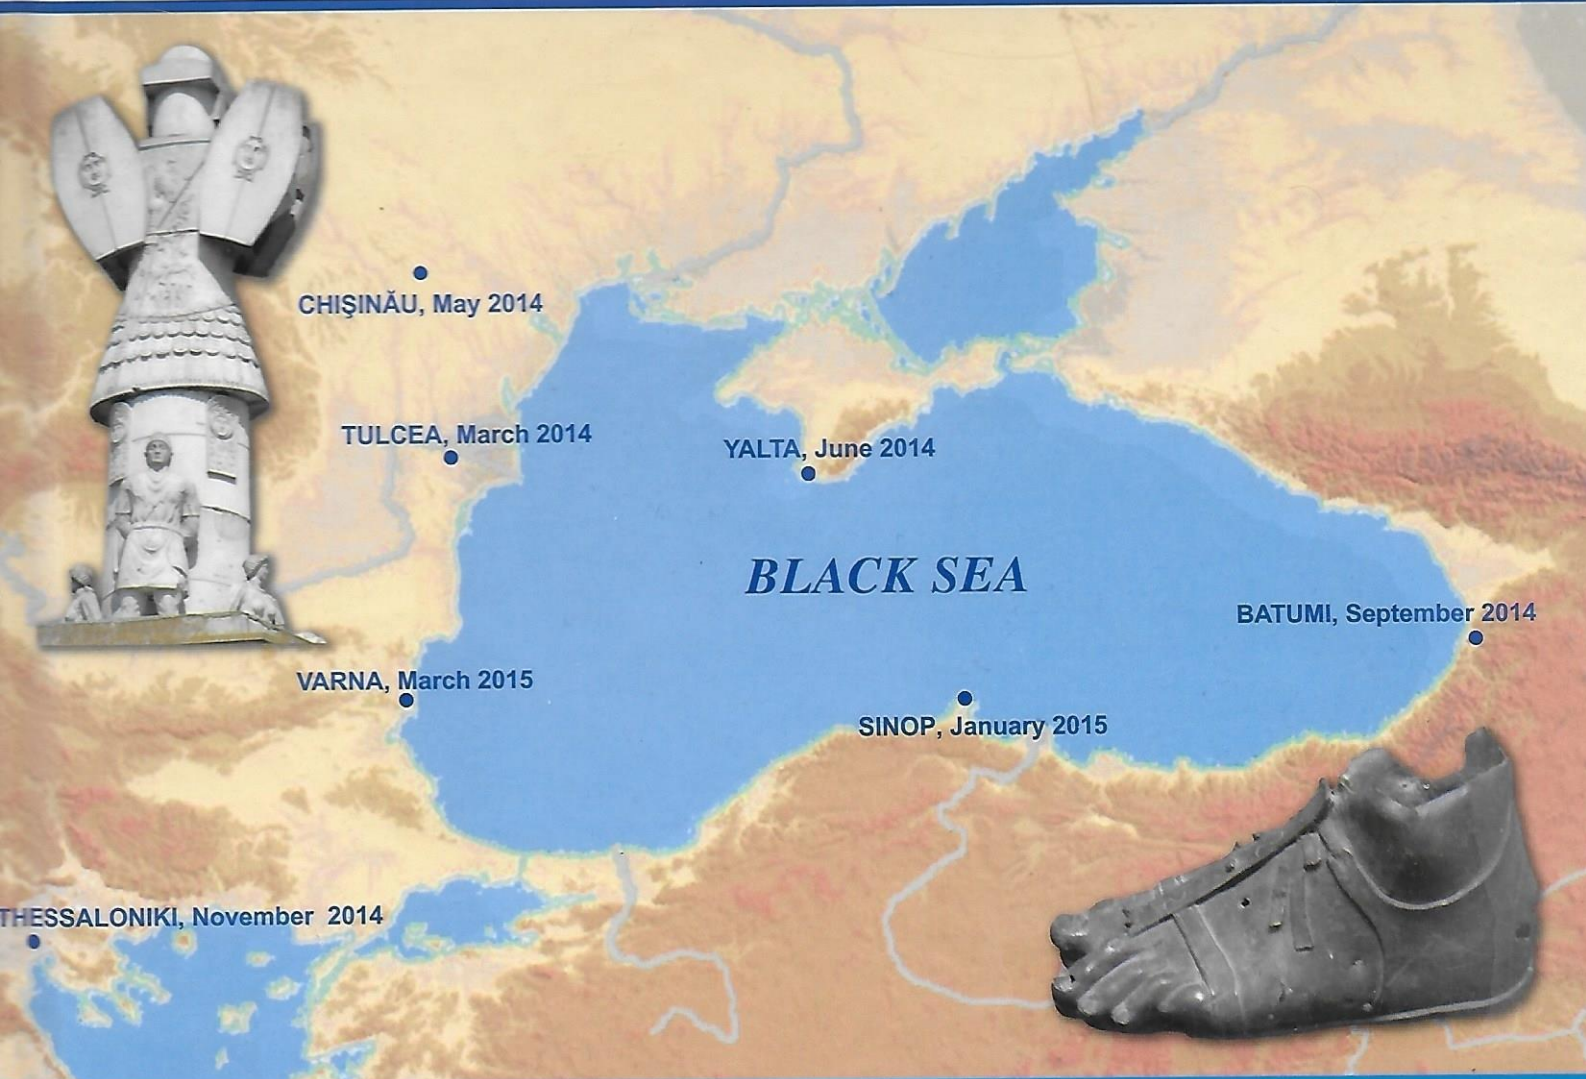 CHIŞINĂU, May 2014
TULCEA, March 2014
YALTA, June 2014
BLACK SEA
BATUMI, September 2014
VARNA, March 2015
SINOP, January 2015
THESSALONIKI, November 2014